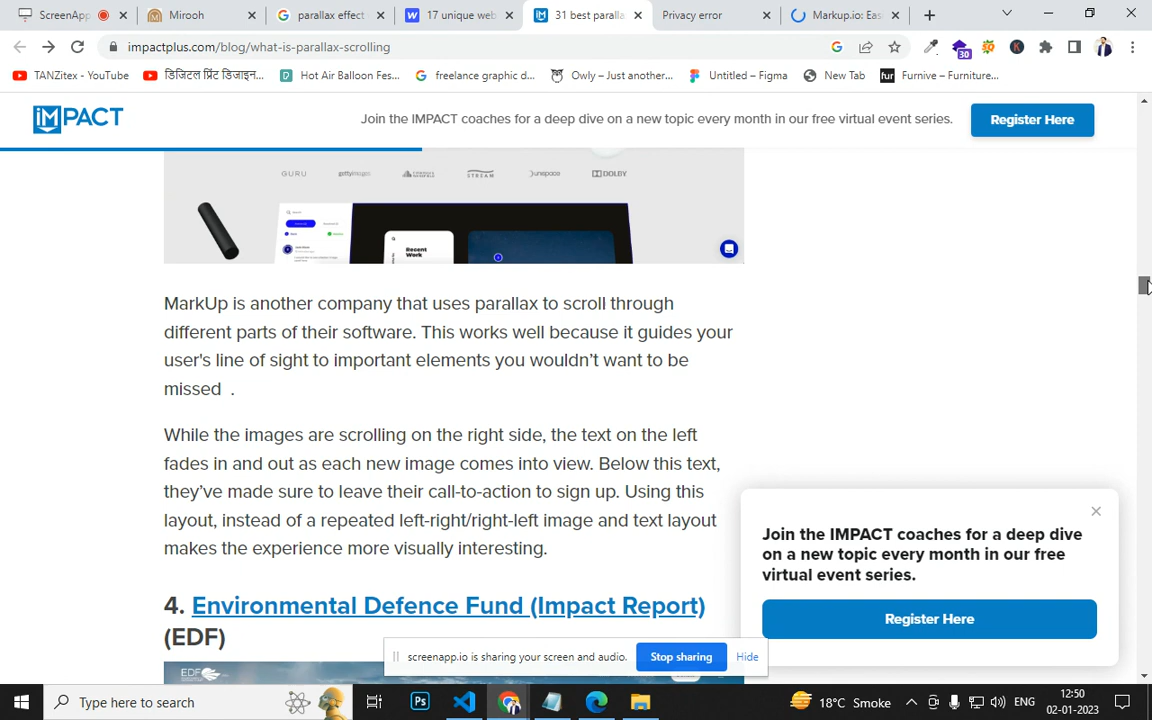 ScreenApp
Mirooh
parallax effect
17 unique web
31 best paralla
Privacy error
Markup.io: Eas
impactplus.com/blog/what-is-parallax-scrolling
30
TANZitex - YouTube
डिजिटल प्रिंट डिजाइन...
Hot Air Balloon Fes...
freelance graphic d...
Owly – Just another...
Untitled – Figma
New Tab
fur
Furnive – Furniture...
iMPACT
Join the IMPACT coaches for a deep dive on a new topic every month in our free virtual event series.
Register Here
GURU
gettyimages
STREAM
DOLBY
Recent
Work
MarkUp is another company that uses parallax to scroll through
different parts of their software. This works well because it guides your
user's line of sight to important elements you wouldn't want to be
missed .
While the images are scrolling on the right side, the text on the left
fades in and out as each new image comes into view. Below this text,
they've made sure to leave their call-to-action to sign up. Using this
layout, instead of a repeated left-right/right-left image and text layout
makes the experience more visually interesting.
4. Environmental Defence Fund (Impact Report)
(EDF)
EDF
Join the IMPACT coaches for a deep dive
on a new topic every month in our free
virtual event series.
Register Here
screenapp.io is sharing your screen and audio.
Stop sharing
Hide
Type here to search
Ps
18°C Smoke
ENG
12:50
02-01-2023